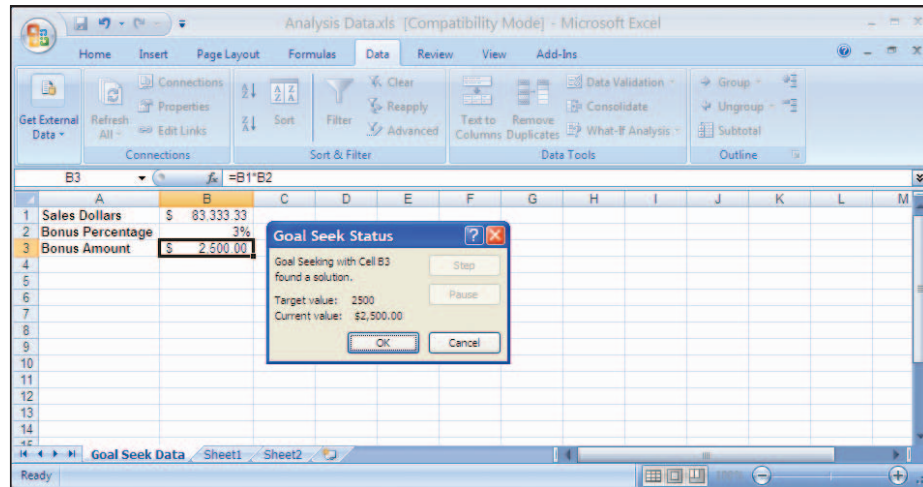 Analysis Data.xls [Compatibility Mode] - Microsoft Excel
Home Insert Page Layout Formulas Data Review View Add-Ins
Get External Data
Refresh All
Connections
Properties
Edit Links
Connections
Sort
Filter
Clear
Reapply
Advanced
Sort & Filter
Text to Columns
Remove Duplicates
Data Validation
Consolidate
What-If Analysis
Data Tools
Group
Ungroup
Subtotal
Outline
B3 fx =B1*B2
A B C D E F G H I J K L M
1 Sales Dollars $ 83,333.33
2 Bonus Percentage 3%
3 Bonus Amount $ 2,500.00
4
5
6
7
8
9
10
11
12
13
14
15
Goal Seek Status
Goal Seeking with Cell B3
found a solution.
Target value: 2500
Current value: $2,500.00
Step
Pause
OK Cancel
Goal Seek Data Sheet1 Sheet2
Ready 100%